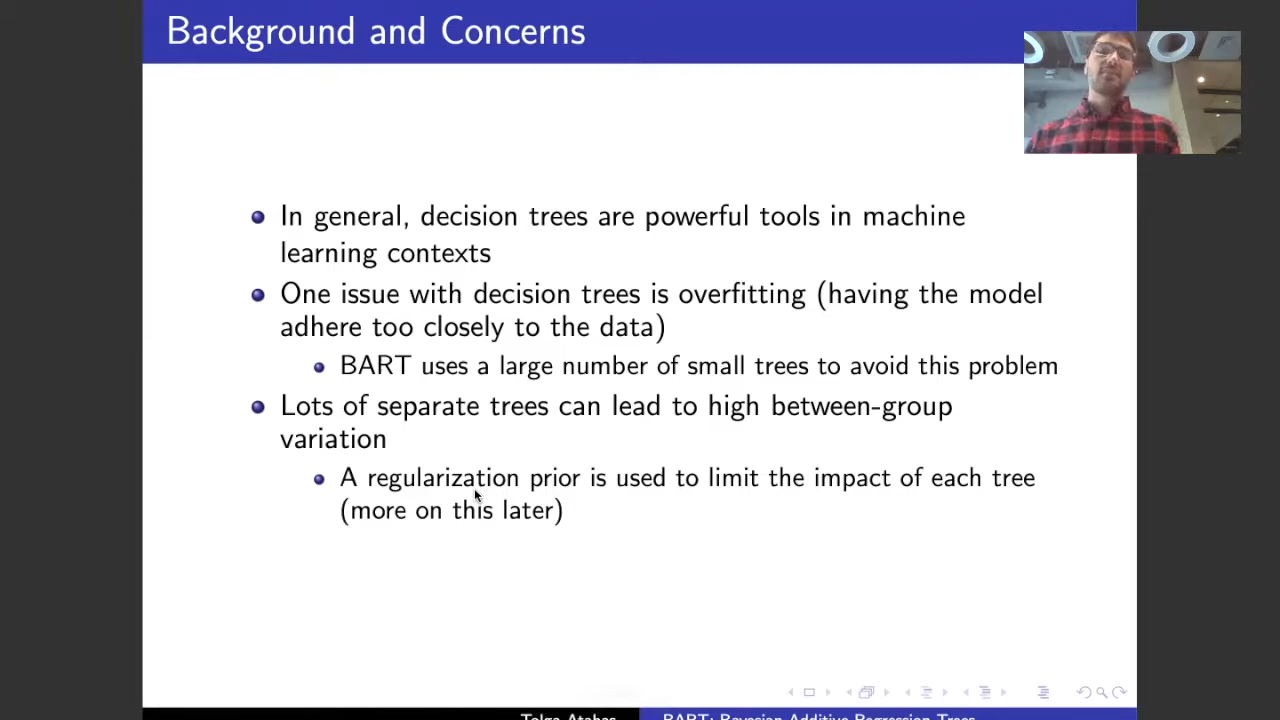 Background and Concerns
In general, decision trees are powerful tools in machine
learning contexts
One issue with decision trees is overfitting (having the model
adhere too closely to the data)
BART uses a large number of small trees to avoid this problem
Lots of separate trees can lead to high between-group
variation
A regularization prior is used to limit the impact of each tree
(more on this later)
Tolga Atabas BART: Bayesian Additive Regression Trees